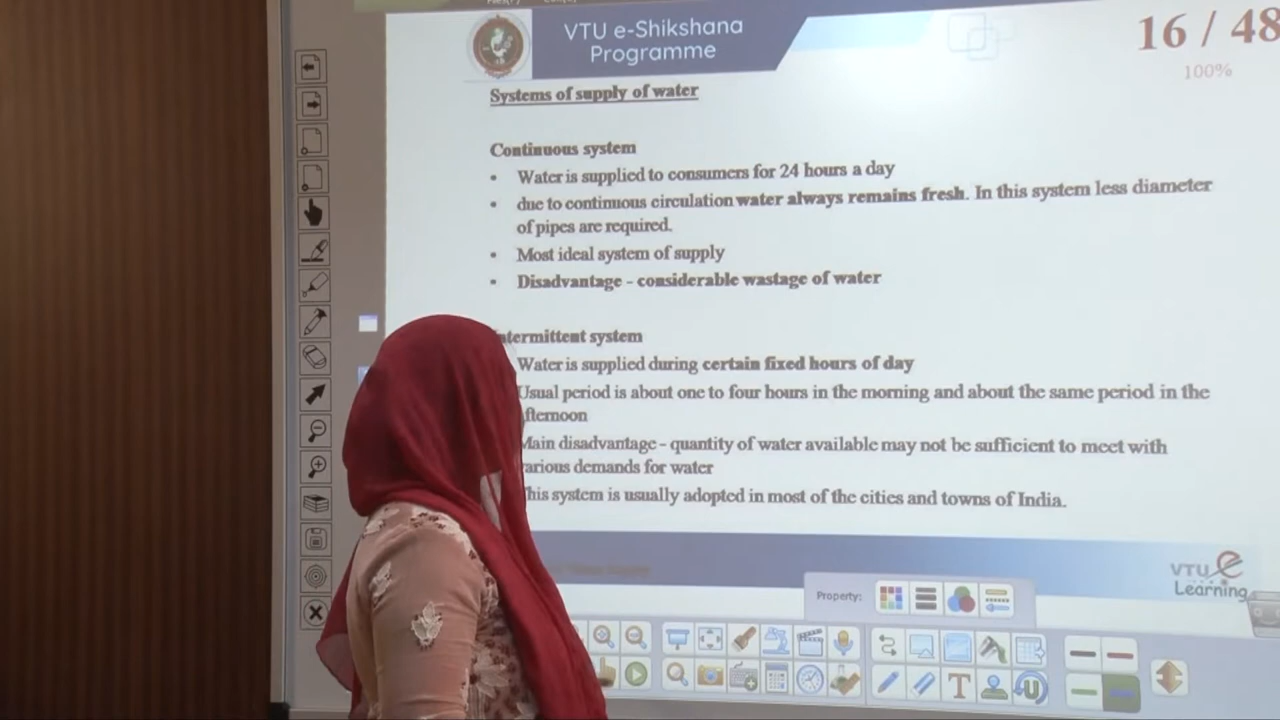 VTU e-Shikshana
Programme
16 / 48
100%
Systems of supply of water
Continuous system
• Water is supplied to consumers for 24 hours a day
• due to continuous circulation water always remains fresh. In this system less diameter
of pipes are required.
• Most ideal system of supply
• Disadvantage - considerable wastage of water
ntermittent system
Water is supplied during certain fixed hours of day
Usual period is about one to four hours in the morning and about the same period in the
fternoon
Main disadvantage - quantity of water available may not be sufficient to meet with
arious demands for water
his system is usually adopted in most of the cities and towns of India.
VTU e
Learning
Property: